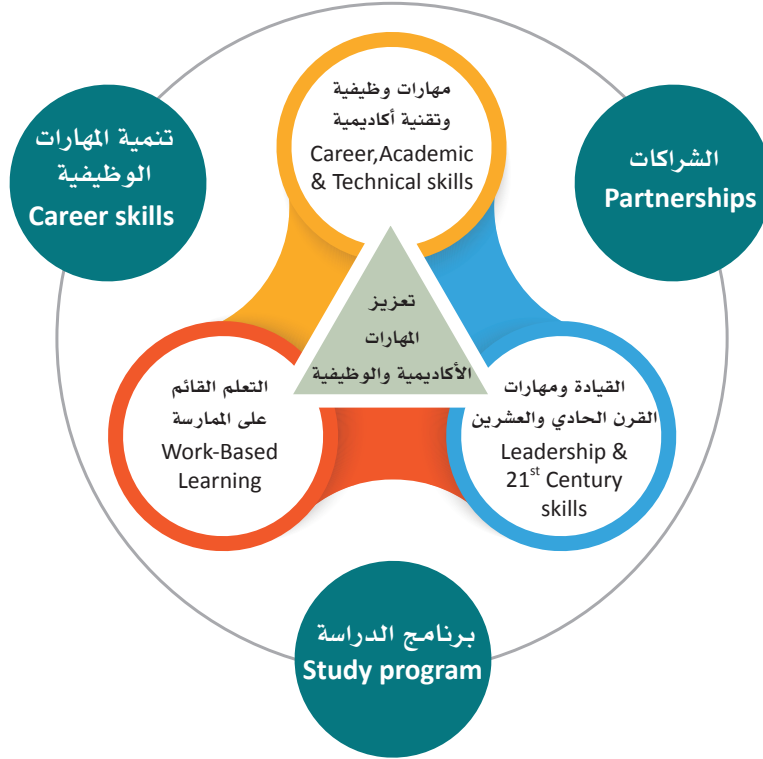 مهارات وظيفية
وتقنية أكاديمية
Career,Academic
& Technical skills
تنمية المهارات
الوظيفية
Career skills
الشراكات
Partnerships
تعزيز
المهارات
الأكاديمية والوظيفية
التعلم القائم
على الممارسة
Work-Based
Learning
القيادة ومهارات
القرن الحادي والعشرين
Leadership &
21st Century
skills
برنامج الدراسة
Study program